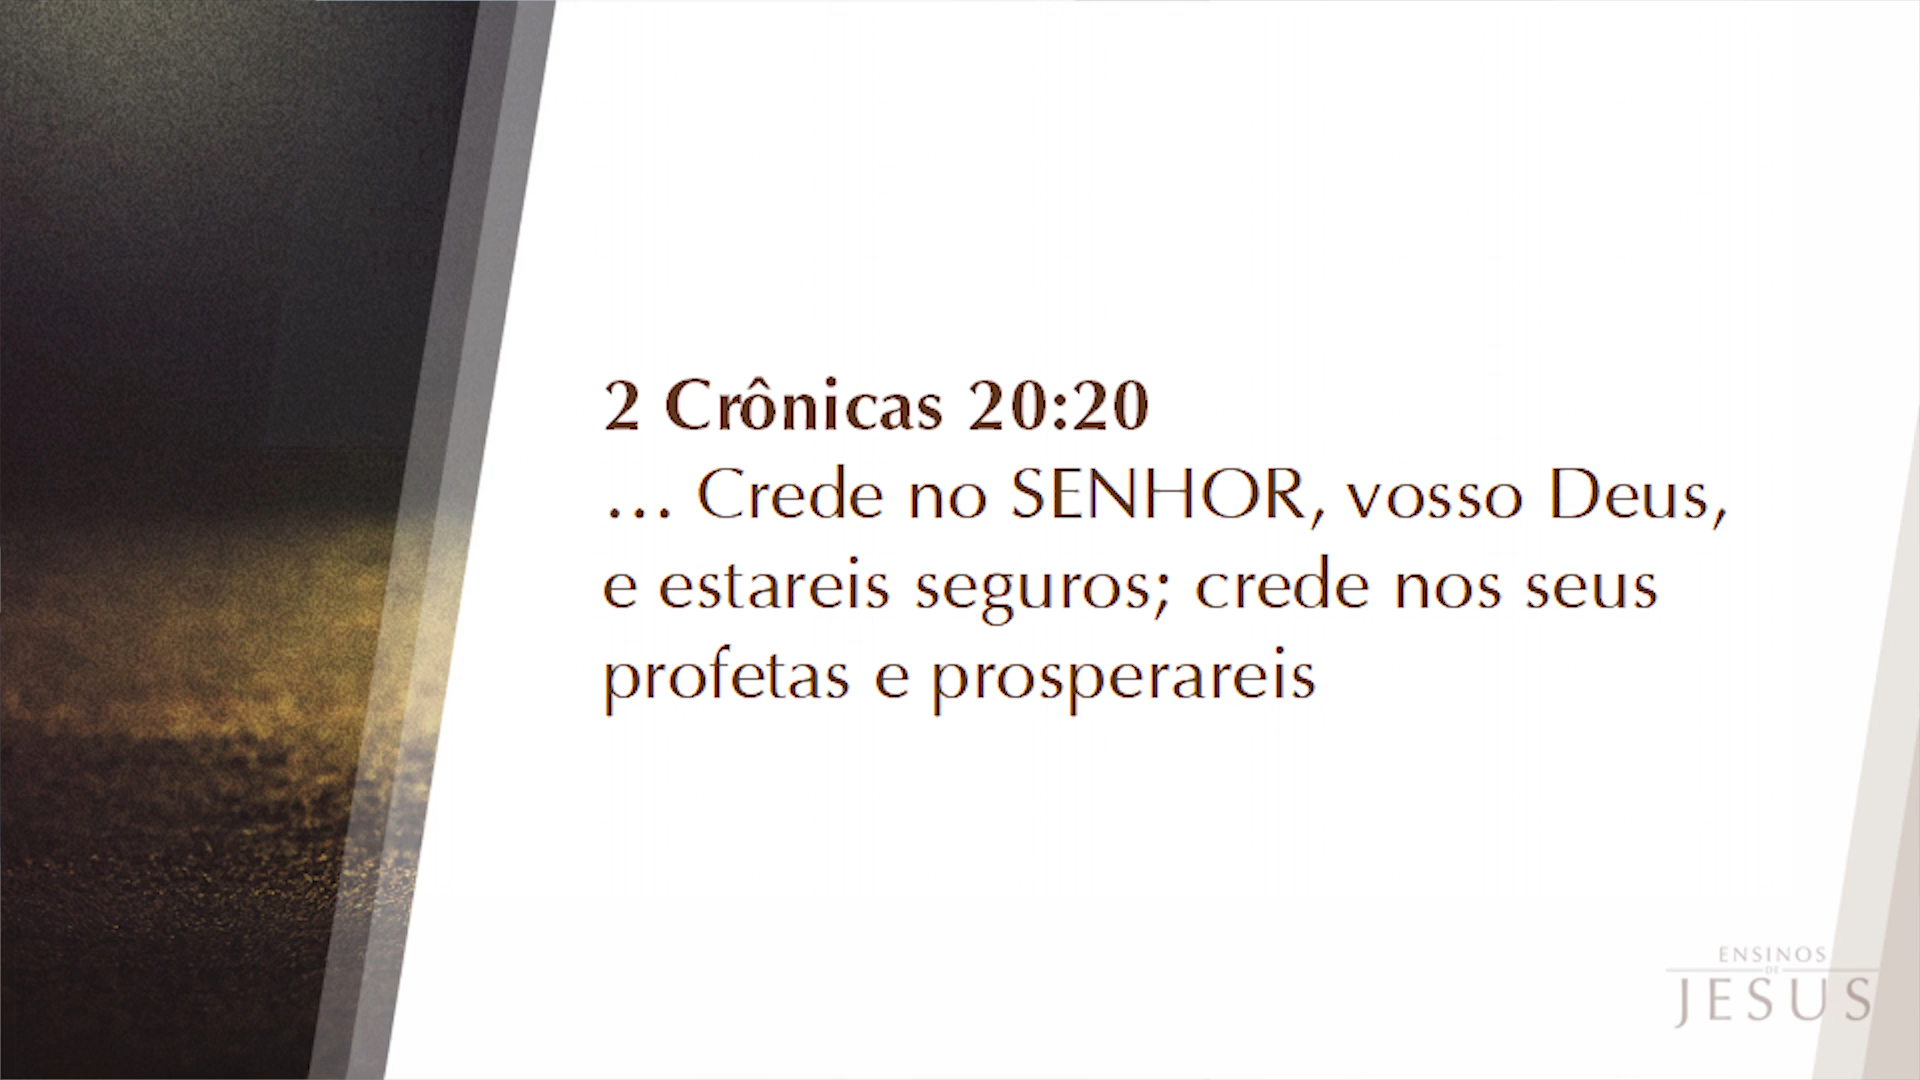 2 Crônicas 20:20
... Crede no SENHOR, vosso Deus,
e estareis seguros; crede nos seus
profetas e prosperareis
ENSINOS
DE
JESUS